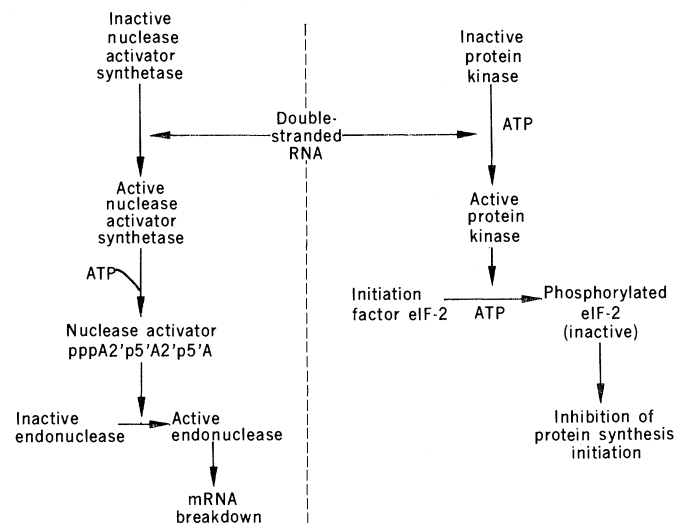 Inactive
nuclease
activator
synthetase
Inactive
protein
kinase
Double-
stranded
RNA
ATP
Active
nuclease
activator
synthetase
Active
protein
kinase
ATP
Initiation
factor eIF-2
ATP
Phosphorylated
eIF-2
(inactive)
Nuclease activator
pppA2'p5'A2'p5'A
Inactive
endonuclease
Active
endonuclease
Inhibition of
protein synthesis
initiation
mRNA
breakdown